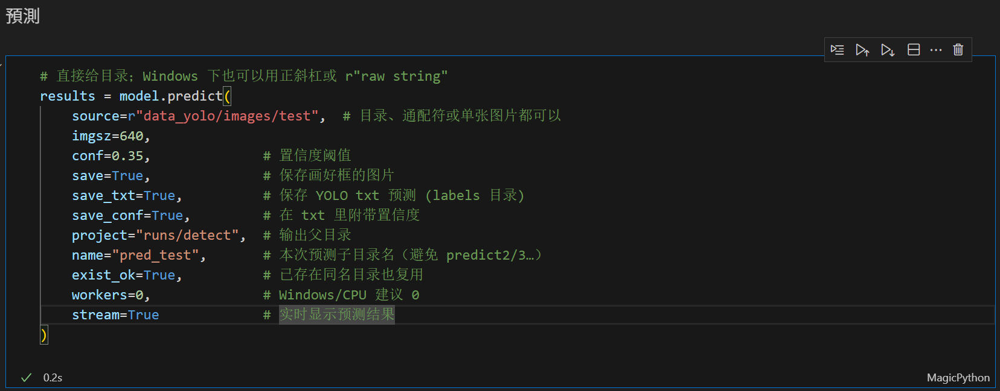 預測
# 直接给目录；Windows 下也可以用正斜杠或 r"raw string"
results = model.predict(
    source=r"data_yolo/images/test",  # 目录、通配符或单张图片都可以
    imgsz=640,
    conf=0.35,              # 置信度阈值
    save=True,              # 保存画好框的图片
    save_txt=True,          # 保存 YOLO txt 预测 (labels 目录)
    save_conf=True,         # 在 txt 里附带置信度
    project="runs/detect",  # 输出父目录
    name="pred_test",       # 本次预测子目录名（避免 predict2/3…）
    exist_ok=True,          # 已存在同名目录也复用
    workers=0,              # Windows/CPU 建议 0
    stream=True             # 实时显示预测结果
)
0.2s
MagicPython